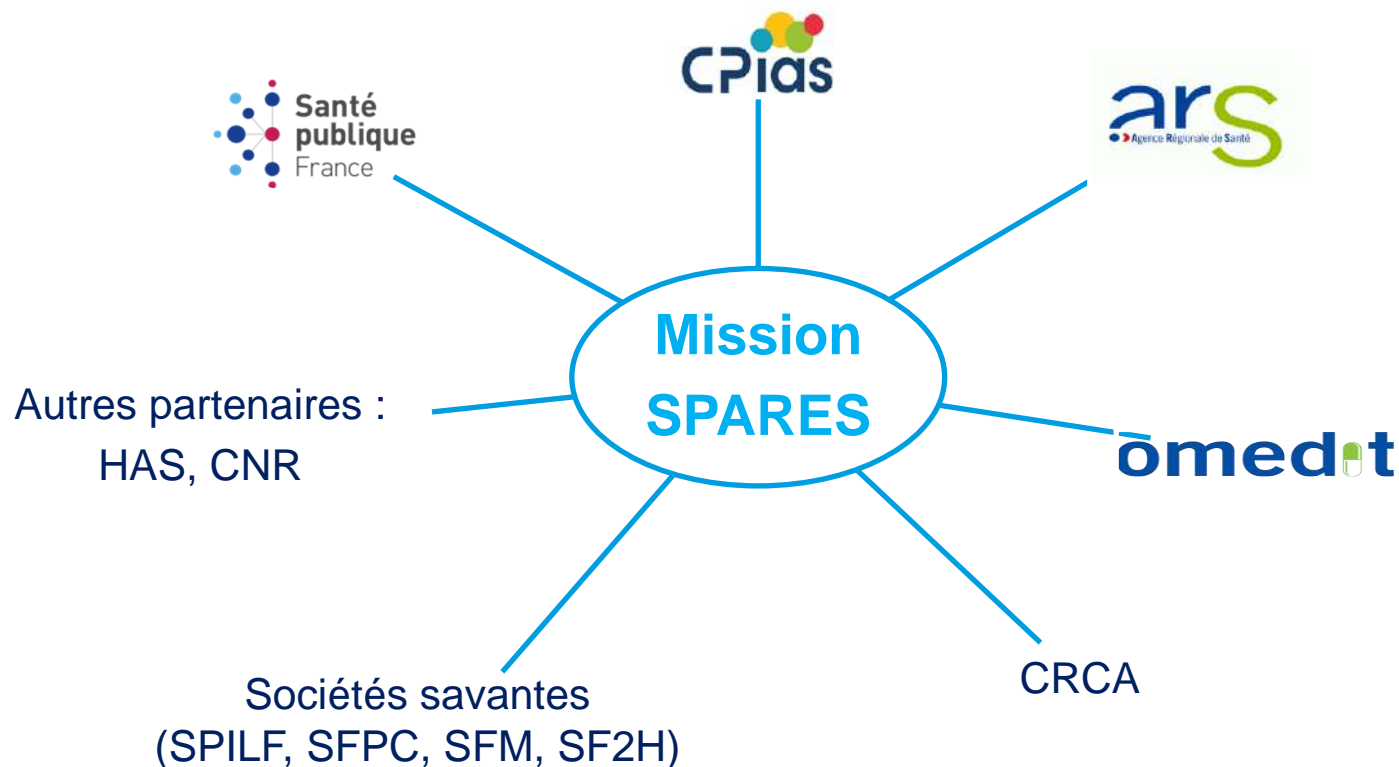 CPias
Santé
publique
France
ars
Agence Régionale de Santé
Mission
SPARES
Autres partenaires :
HAS, CNR
omedit
Sociétés savantes
(SPILF, SFPC, SFM, SF2H)
CRCA